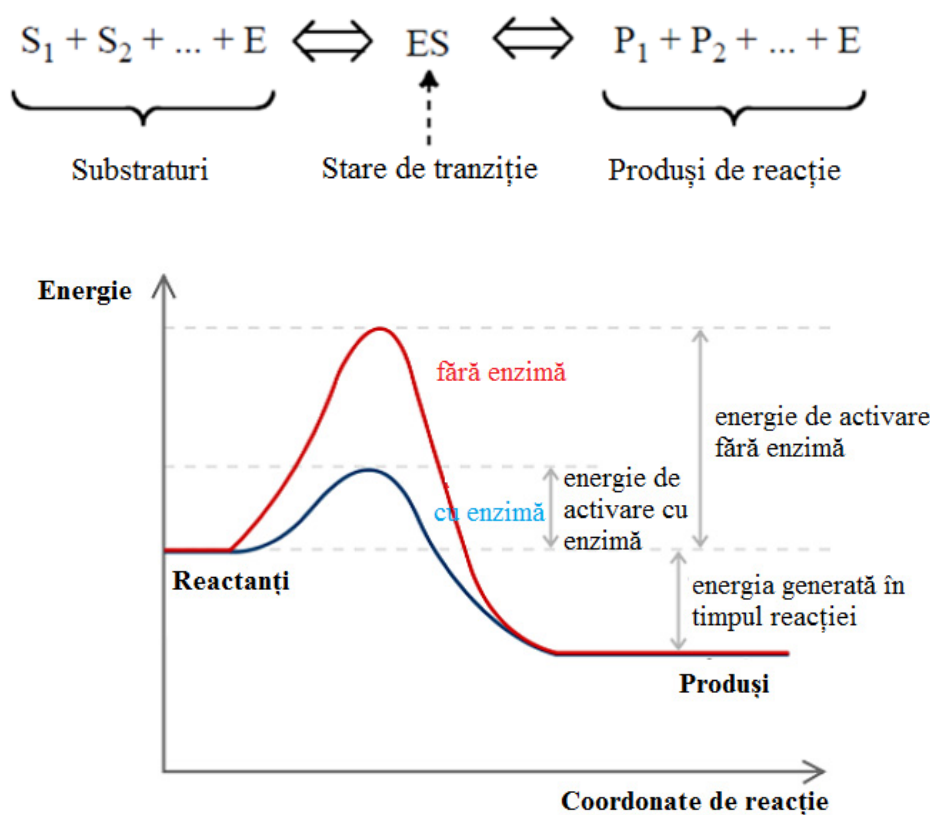 S₁ + S₂ + ... + E ⇔ ES ⇔ P₁ + P₂ + ... + E
Substraturi
Stare de tranziție
Produși de reacție
Energie
fără enzimă
energie de activare
fără enzimă
energie de
activare cu
enzimă
cu enzimă
Reactanți
energia generată în
timpul reacției
Produși
Coordonate de reacție